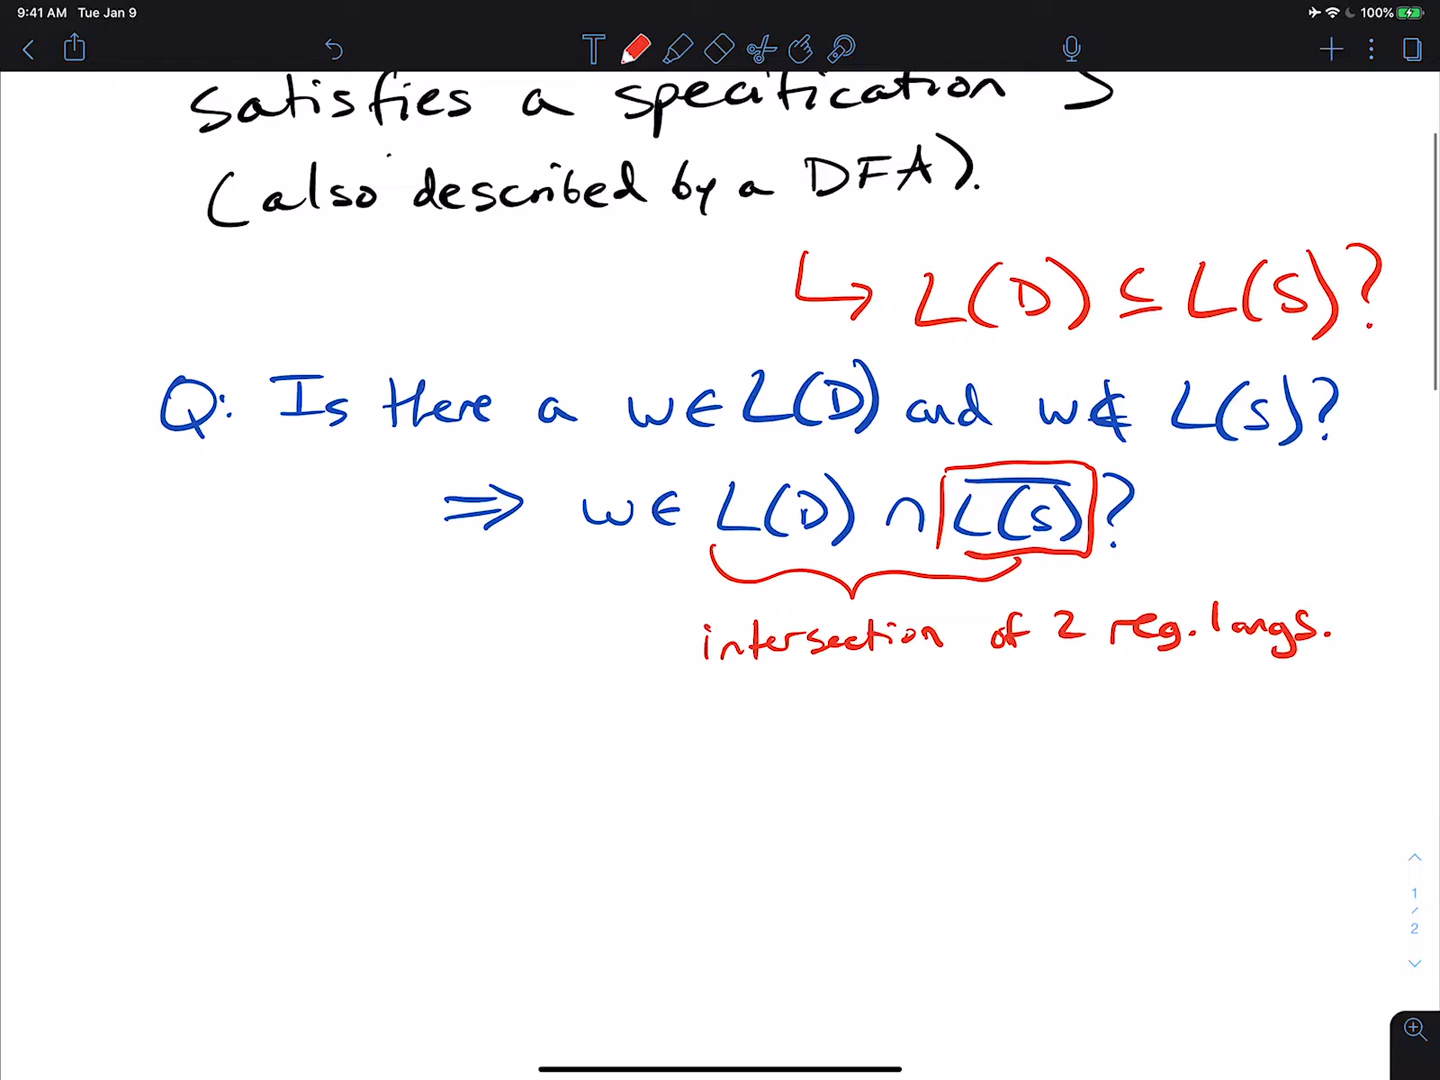 9:41 AM Tue Jan 9
100%
satisfies a specification S
(also described by a DFA).
↳ L(D) ⊆ L(S)?
Q: Is there a w ∈ L(D) and w ∉ L(S)?
⇒ w ∈ L(D) ∩ L̅(̅S̅)̅?
intersection of 2 reg. langs.
1
/
2